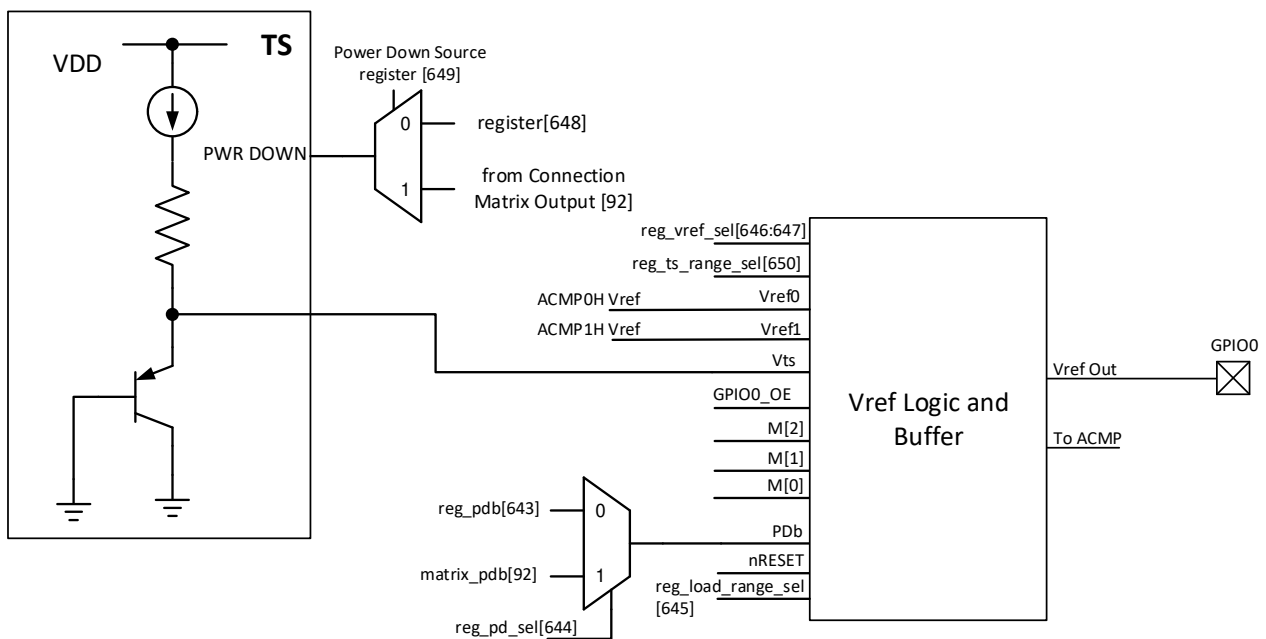 TS
VDD
Power Down Source
register [649]
0
register[648]
PWR DOWN
1
from Connection
Matrix Output [92]
reg_vref_sel[646:647]
reg_ts_range_sel[650]
ACMP0H Vref
Vref0
ACMP1H Vref
Vref1
Vts
GPIO0
Vref Out
GPIO0_OE
Vref Logic and
Buffer
M[2]
To ACMP
M[1]
M[0]
reg_pdb[643]
0
PDb
nRESET
matrix_pdb[92]
1
reg_load_range_sel
[645]
reg_pd_sel[644]